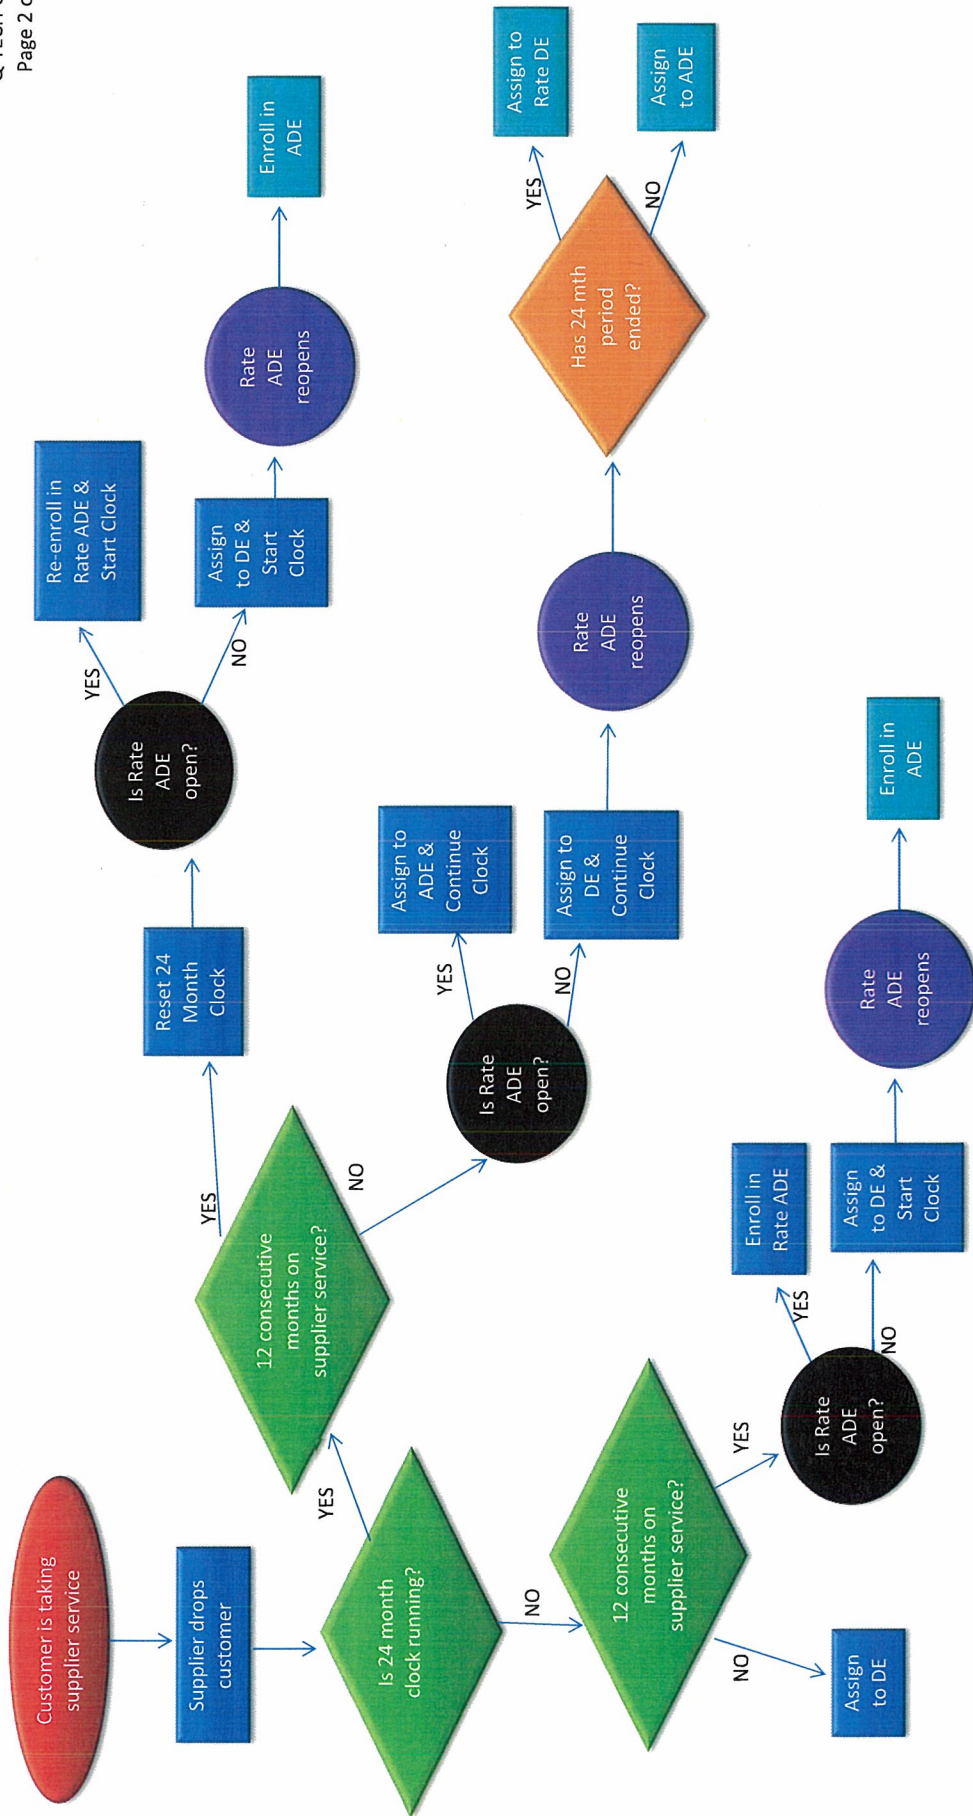 Page 2 o
Customer is taking
supplier service
Supplier drops
customer
Is 24 month
clock running?
YES
NO
12 consecutive
months on
supplier service?
YES
NO
Reset 24
Month
Clock
Is Rate
ADE
open?
YES
NO
Re-enroll in
Rate ADE &
Start Clock
Assign
to DE &
Start
Clock
Rate
ADE
reopens
Enroll in
ADE
Is Rate
ADE
open?
YES
NO
Assign to
ADE &
Continue
Clock
Assign to
DE &
Continue
Clock
Rate
ADE
reopens
Has 24 mth
period
ended?
YES
NO
Assign to
Rate DE
Assign
to ADE
12 consecutive
months on
supplier service?
NO
YES
Assign
to DE
Is Rate
ADE
open?
YES
NO
Enroll in
Rate ADE
Assign
to DE &
Start
Clock
Rate
ADE
reopens
Enroll in
ADE